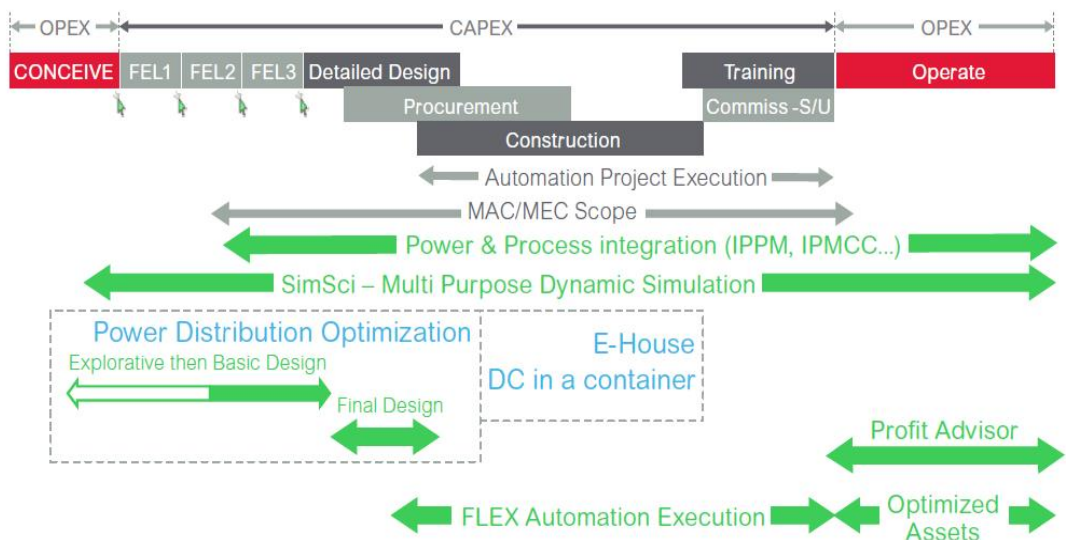 OPEX CAPEX OPEX
CONCEIVE FEL1 FEL2 FEL3 Detailed Design Training Operate
Procurement Commiss -S/U
Construction
Automation Project Execution
MAC/MEC Scope
Power & Process integration (IPPM, IPMCC...)
SimSci – Multi Purpose Dynamic Simulation
Power Distribution Optimization
Explorative then Basic Design
Final Design
E-House
DC in a container
Profit Advisor
FLEX Automation Execution
Optimized
Assets